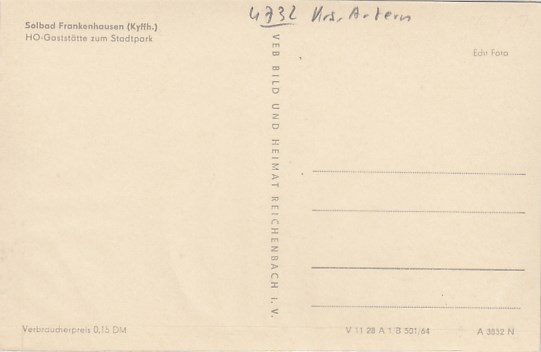 4732 Krs. Artern
Solbad Frankenhausen (Kyffh.)
HO-Gaststätte zum Stadtpark
Echt Foto
VEB BILD UND HEIMAT REICHENBACH I. V.
Verbraucherpreis 0,15 DM
V 11 28 A 1 B 501/64
A 3852 N